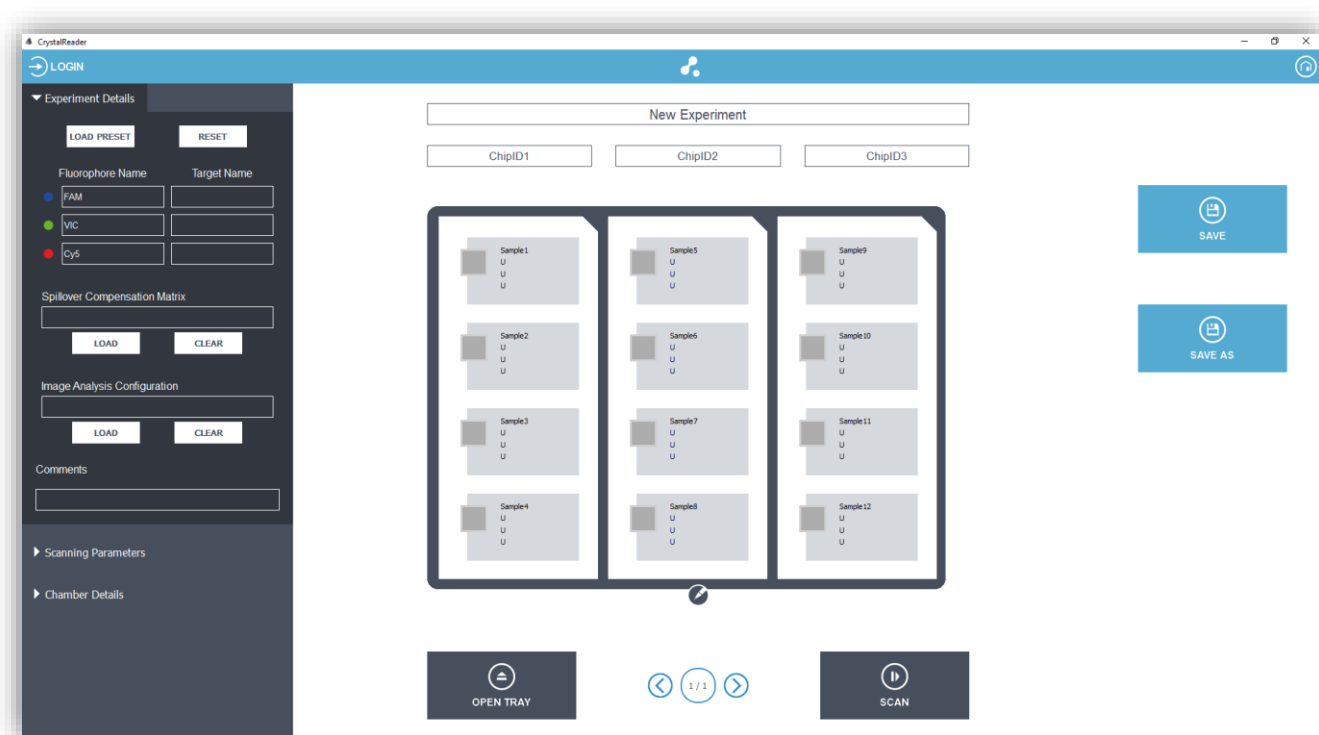 CrystalReader
LOGIN
Experiment Details
LOAD PRESET
RESET
Fluorophore Name
Target Name
FAM
VIC
Cy5
Spillover Compensation Matrix
LOAD
CLEAR
Image Analysis Configuration
LOAD
CLEAR
Comments
Scanning Parameters
Chamber Details
New Experiment
ChipID1
ChipID2
ChipID3
Sample1
U
U
U
Sample2
U
U
U
Sample3
U
U
U
Sample4
U
U
U
Sample5
U
U
U
Sample6
U
U
U
Sample7
U
U
U
Sample8
U
U
U
Sample9
U
U
U
Sample10
U
U
U
Sample11
U
U
U
Sample12
U
U
U
OPEN TRAY
1 / 1
SCAN
SAVE
SAVE AS